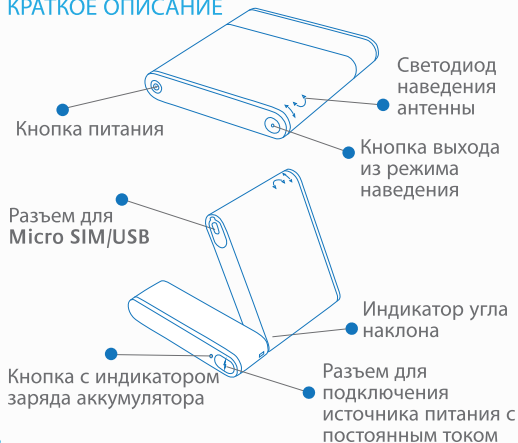 КРАТКОЕ ОПИСАНИЕ
Светодиод
наведения
антенны
Кнопка питания
Кнопка выхода
из режима
наведения
Разъем для
Micro SIM/USB
Индикатор угла
наклона
Кнопка с индикатором
заряда аккумулятора
Разъем для
подключения
источника питания с
постоянным током